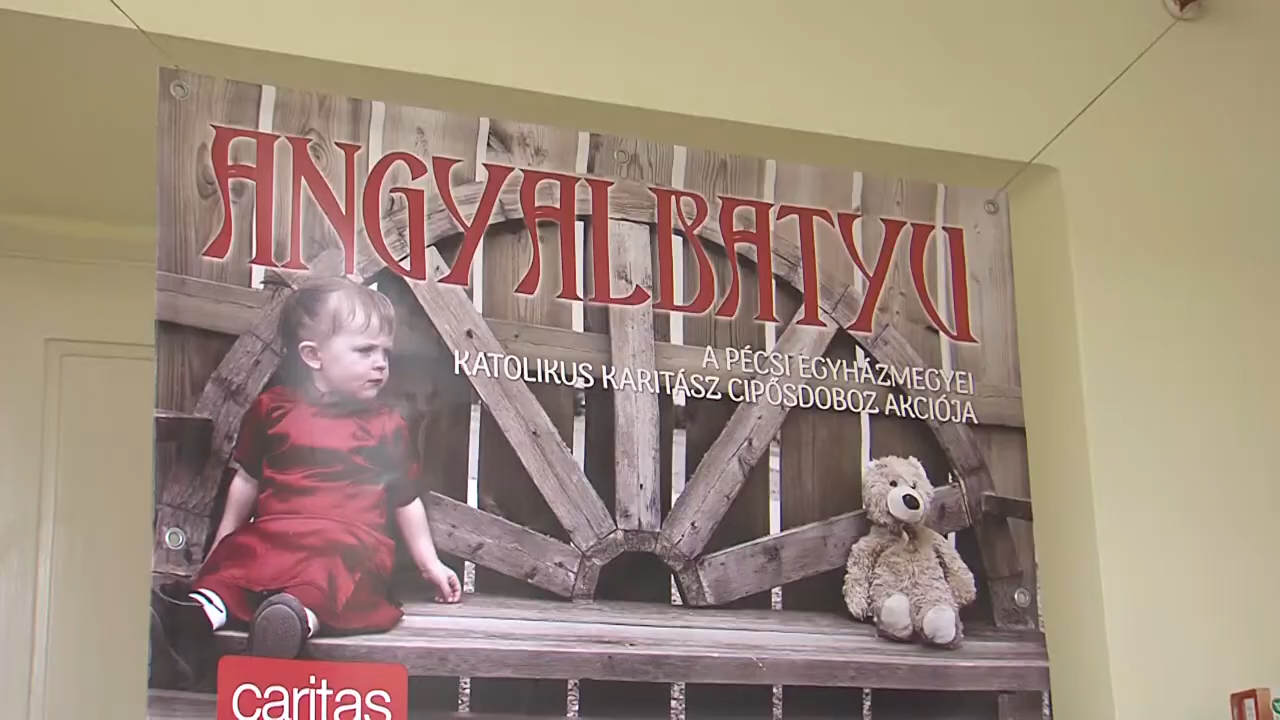 ANGYALBATYU
A PÉCSI EGYHÁZMEGYEI
KATOLIKUS KARITÁSZ CIPŐSDOBOZ AKCIÓJA
caritas